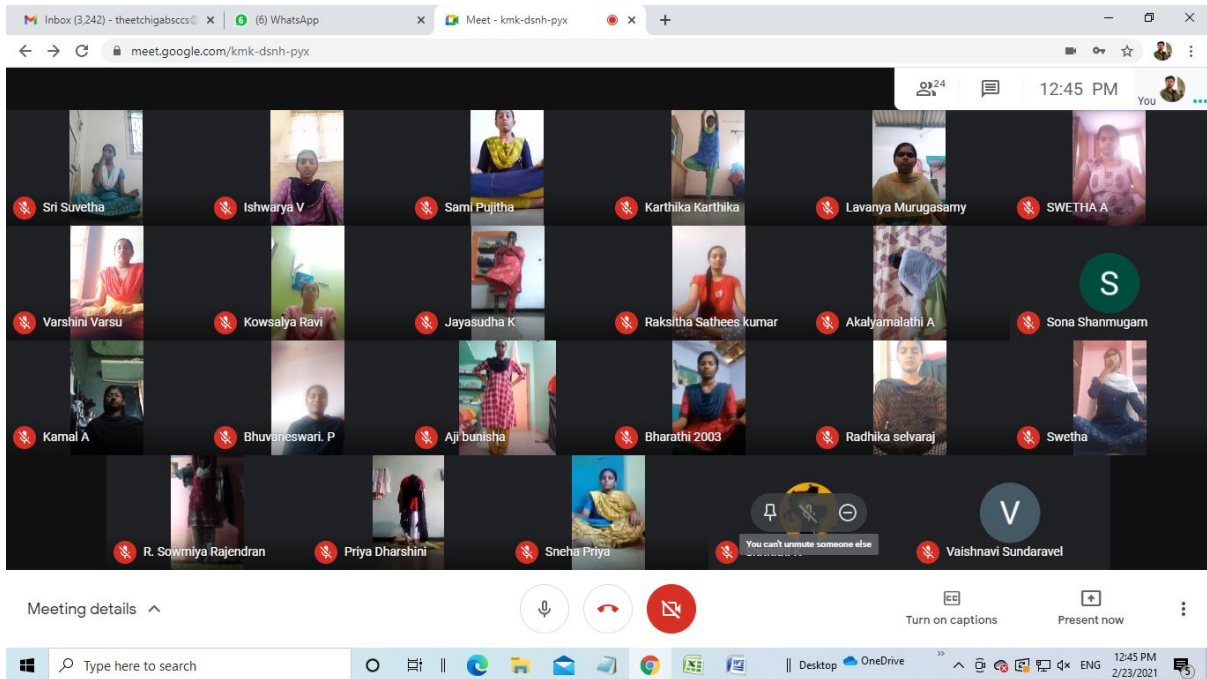 Inbox (3,242) - theetchigabsccs
(6) WhatsApp
Meet - kmk-dsnh-pyx
meet.google.com/kmk-dsnh-pyx
24
12:45 PM
You
Sri Suvetha
Ishwarya V
Sami Pujitha
Karthika Karthika
Lavanya Murugasamy
SWETHA A
Varshini Varsu
Kowsalya Ravi
Jayasudha K
Raksitha Sathees kumar
Akalyamalathi A
S
Sona Shanmugam
Kamal A
Bhuvaneswari. P
Aji bunisha
Bharathi 2003
Radhika selvaraj
Swetha
R. Sowmiya Rajendran
Priya Dharshini
Sneha Priya
You can't unmute someone else
V
Vaishnavi Sundaravel
Meeting details
CC
Turn on captions
Present now
Type here to search
Desktop
OneDrive
ENG
12:45 PM
2/23/2021
5